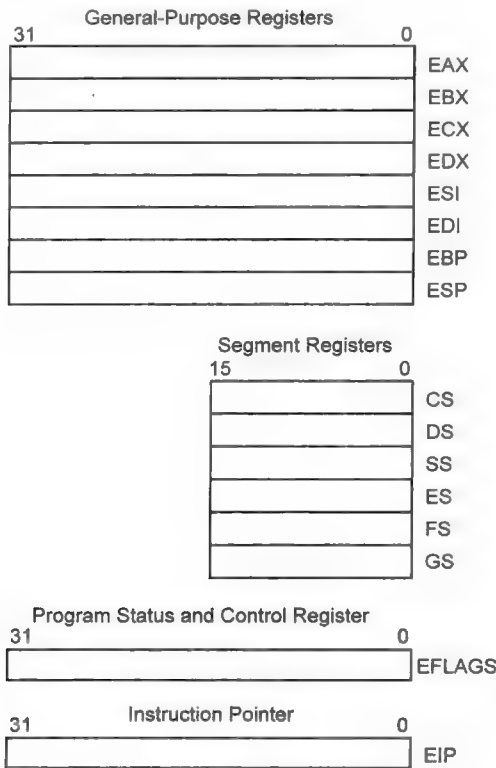 General-Purpose Registers
31 0
EAX
EBX
ECX
EDX
ESI
EDI
EBP
ESP
Segment Registers
15 0
CS
DS
SS
ES
FS
GS
Program Status and Control Register
31 0
EFLAGS
Instruction Pointer
31 0
EIP